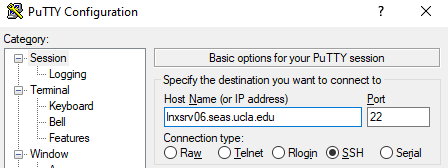 PuTTY Configuration
Category:
Session
Logging
Terminal
Keyboard
Bell
Features
Window
Basic options for your PuTTY session
Specify the destination you want to connect to
Host Name (or IP address) Port
lnxsrv06.seas.ucla.edu 22
Connection type:
Raw Telnet Rlogin SSH Serial